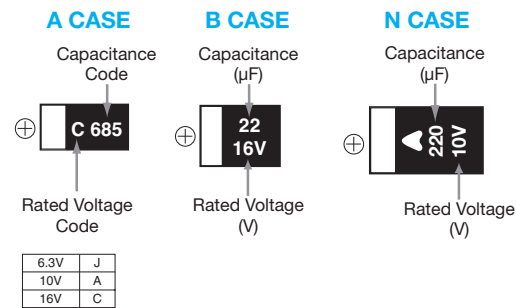 A CASE
Capacitance
Code
C 685
Rated Voltage
Code
6.3V J
10V A
16V C
B CASE
Capacitance
(µF)
22
16V
Rated Voltage
(V)
N CASE
Capacitance
(µF)
220
10V
Rated Voltage
(V)